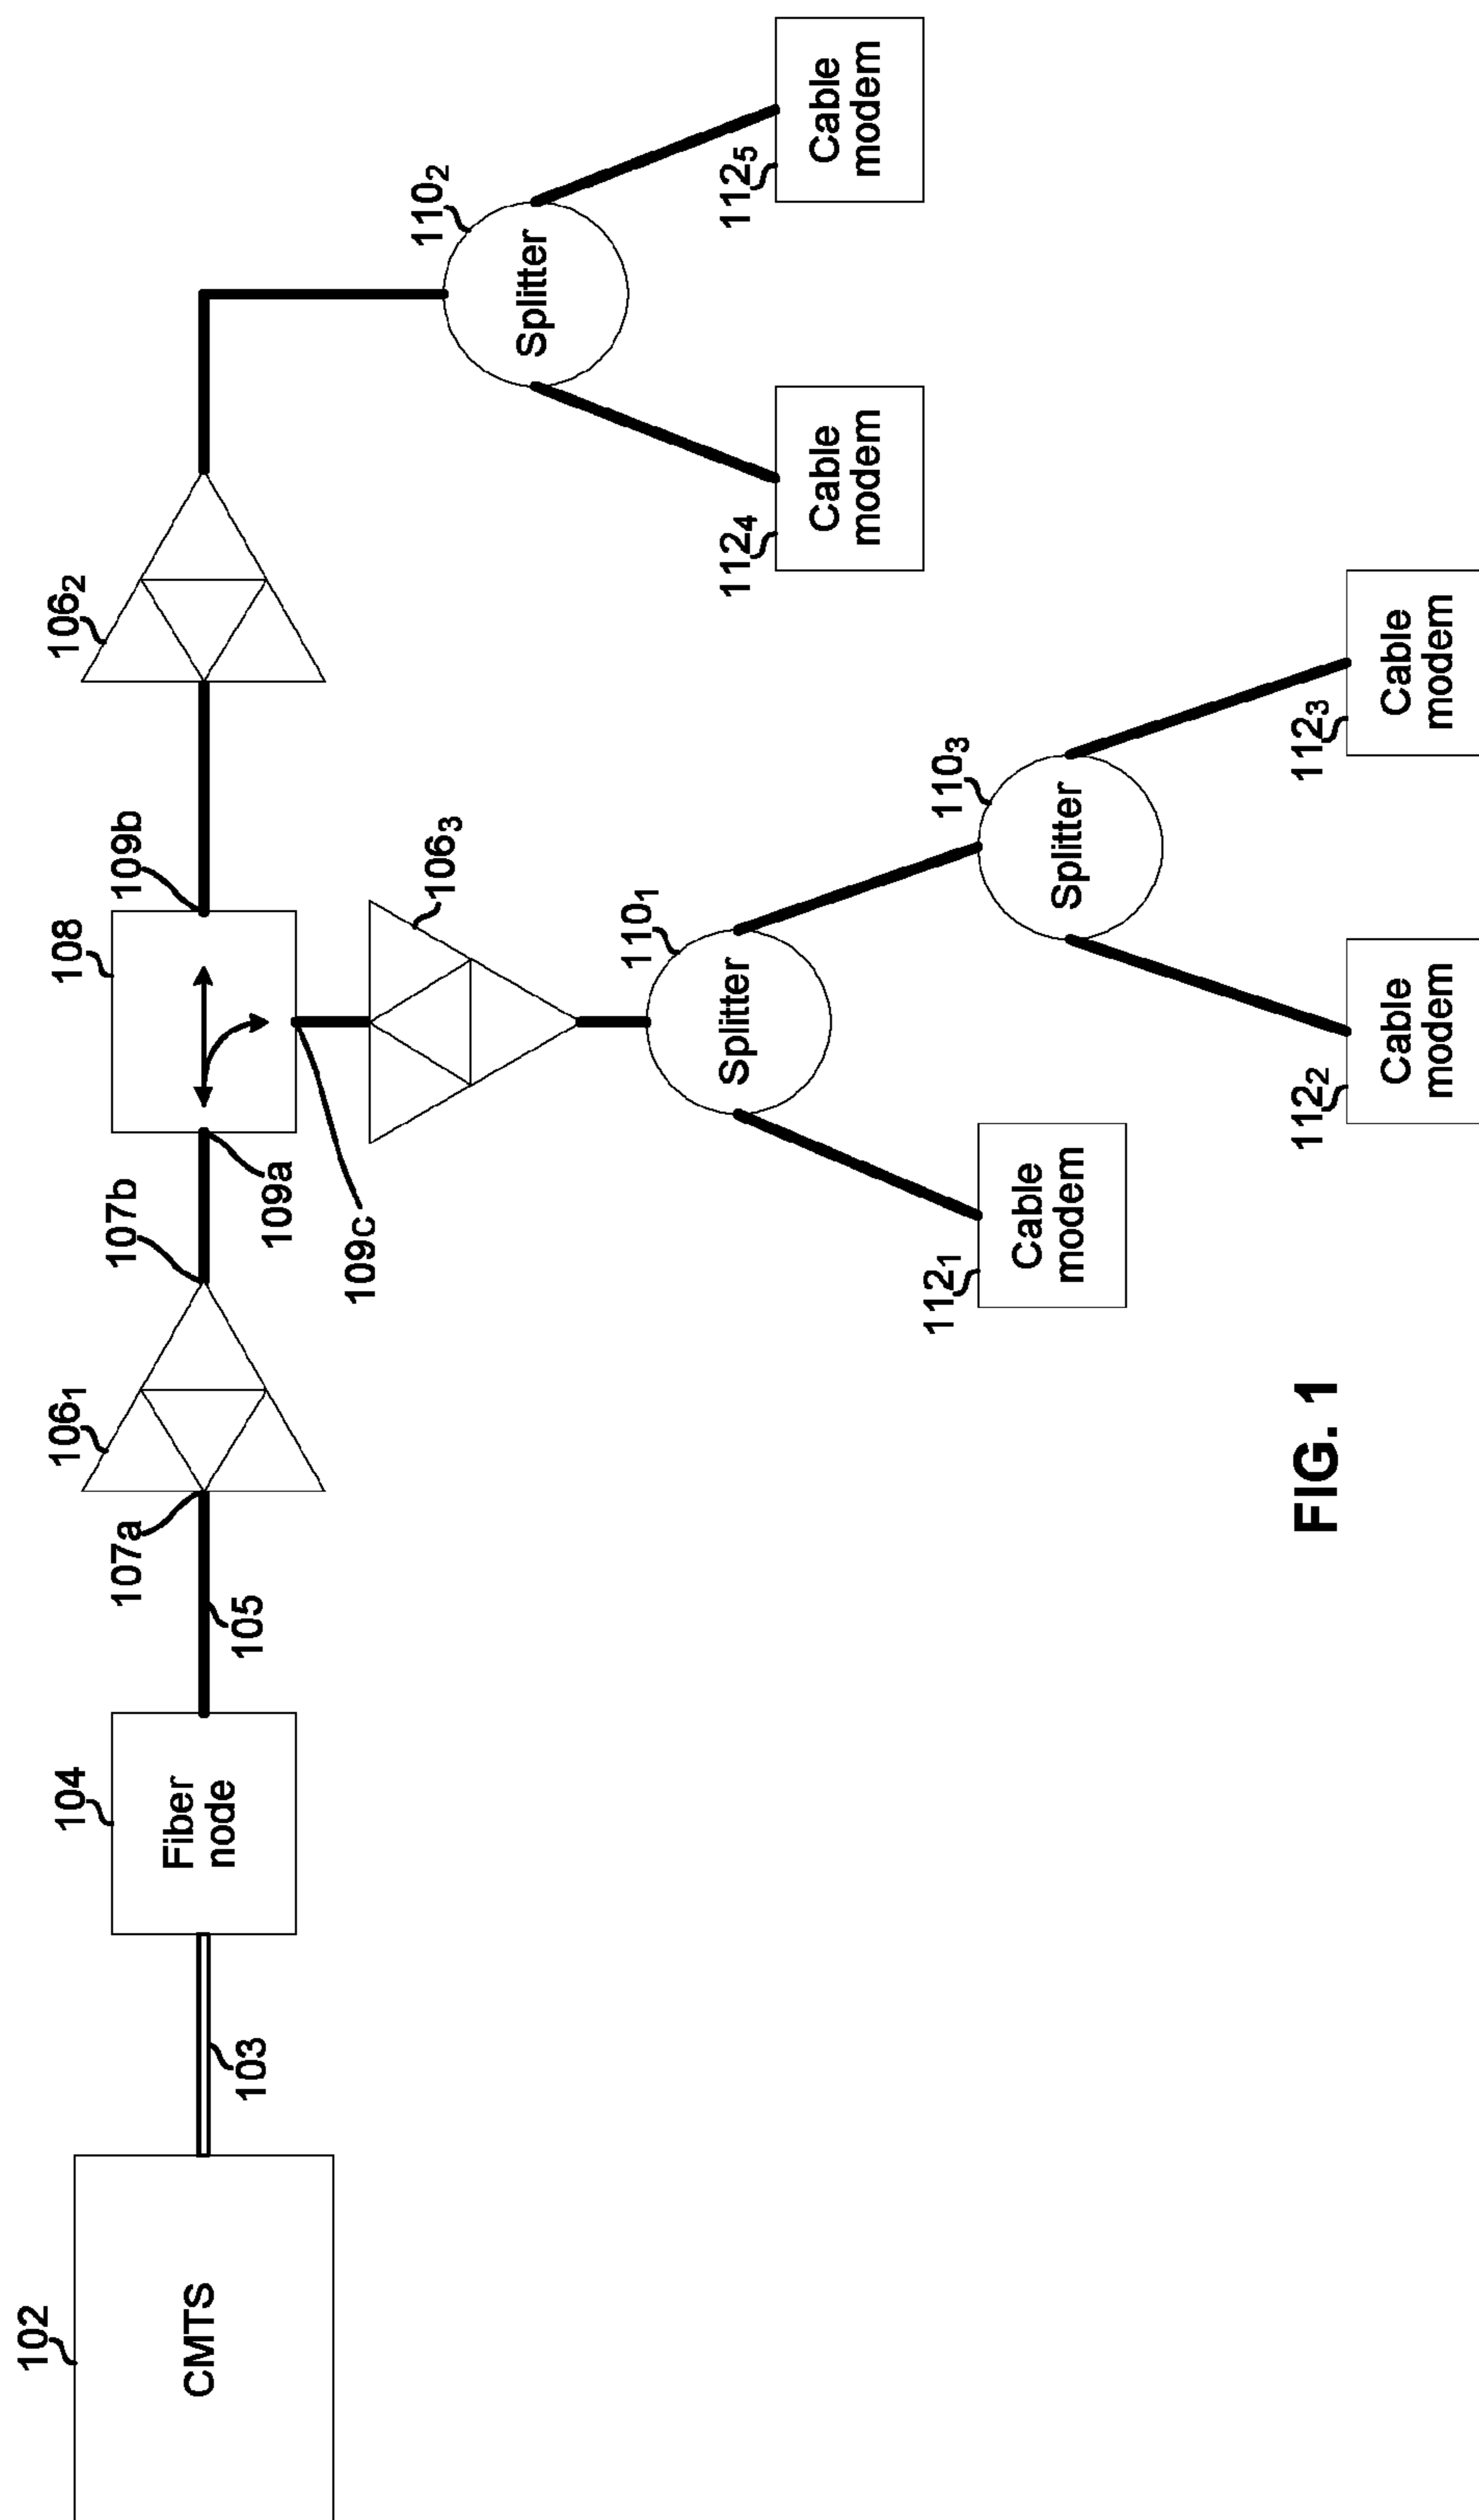 102
CMTS
103
104
Fiber
node
105
107a
106₁
107b
109a
108
109b
109c
106₂
106₃
110₁
Splitter
110₂
Splitter
110₃
Splitter
112₁
Cable
modem
112₂
Cable
modem
112₃
Cable
modem
112₄
Cable
modem
112₅
Cable
modem
FIG. 1